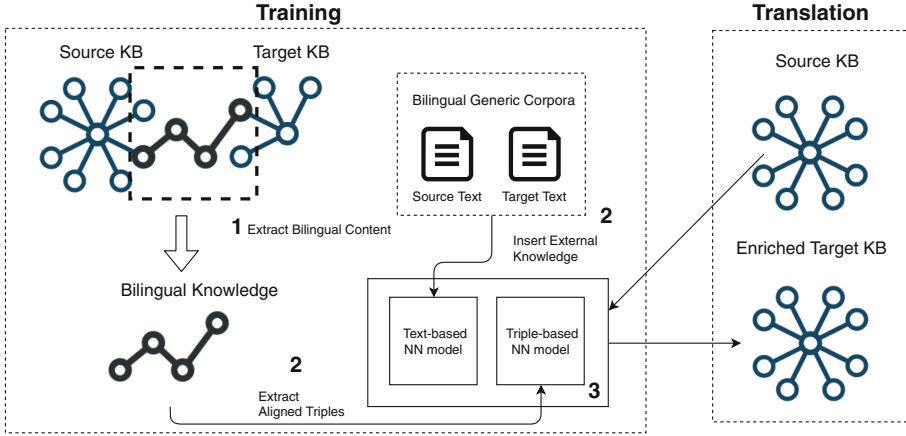 Training
Translation
Source KB
Target KB
Bilingual Generic Corpora
Source Text
Target Text
1 Extract Bilingual Content
2
Insert External
Knowledge
Bilingual Knowledge
2
Extract
Aligned Triples
Text-based
NN model
Triple-based
NN model
3
Source KB
Enriched Target KB